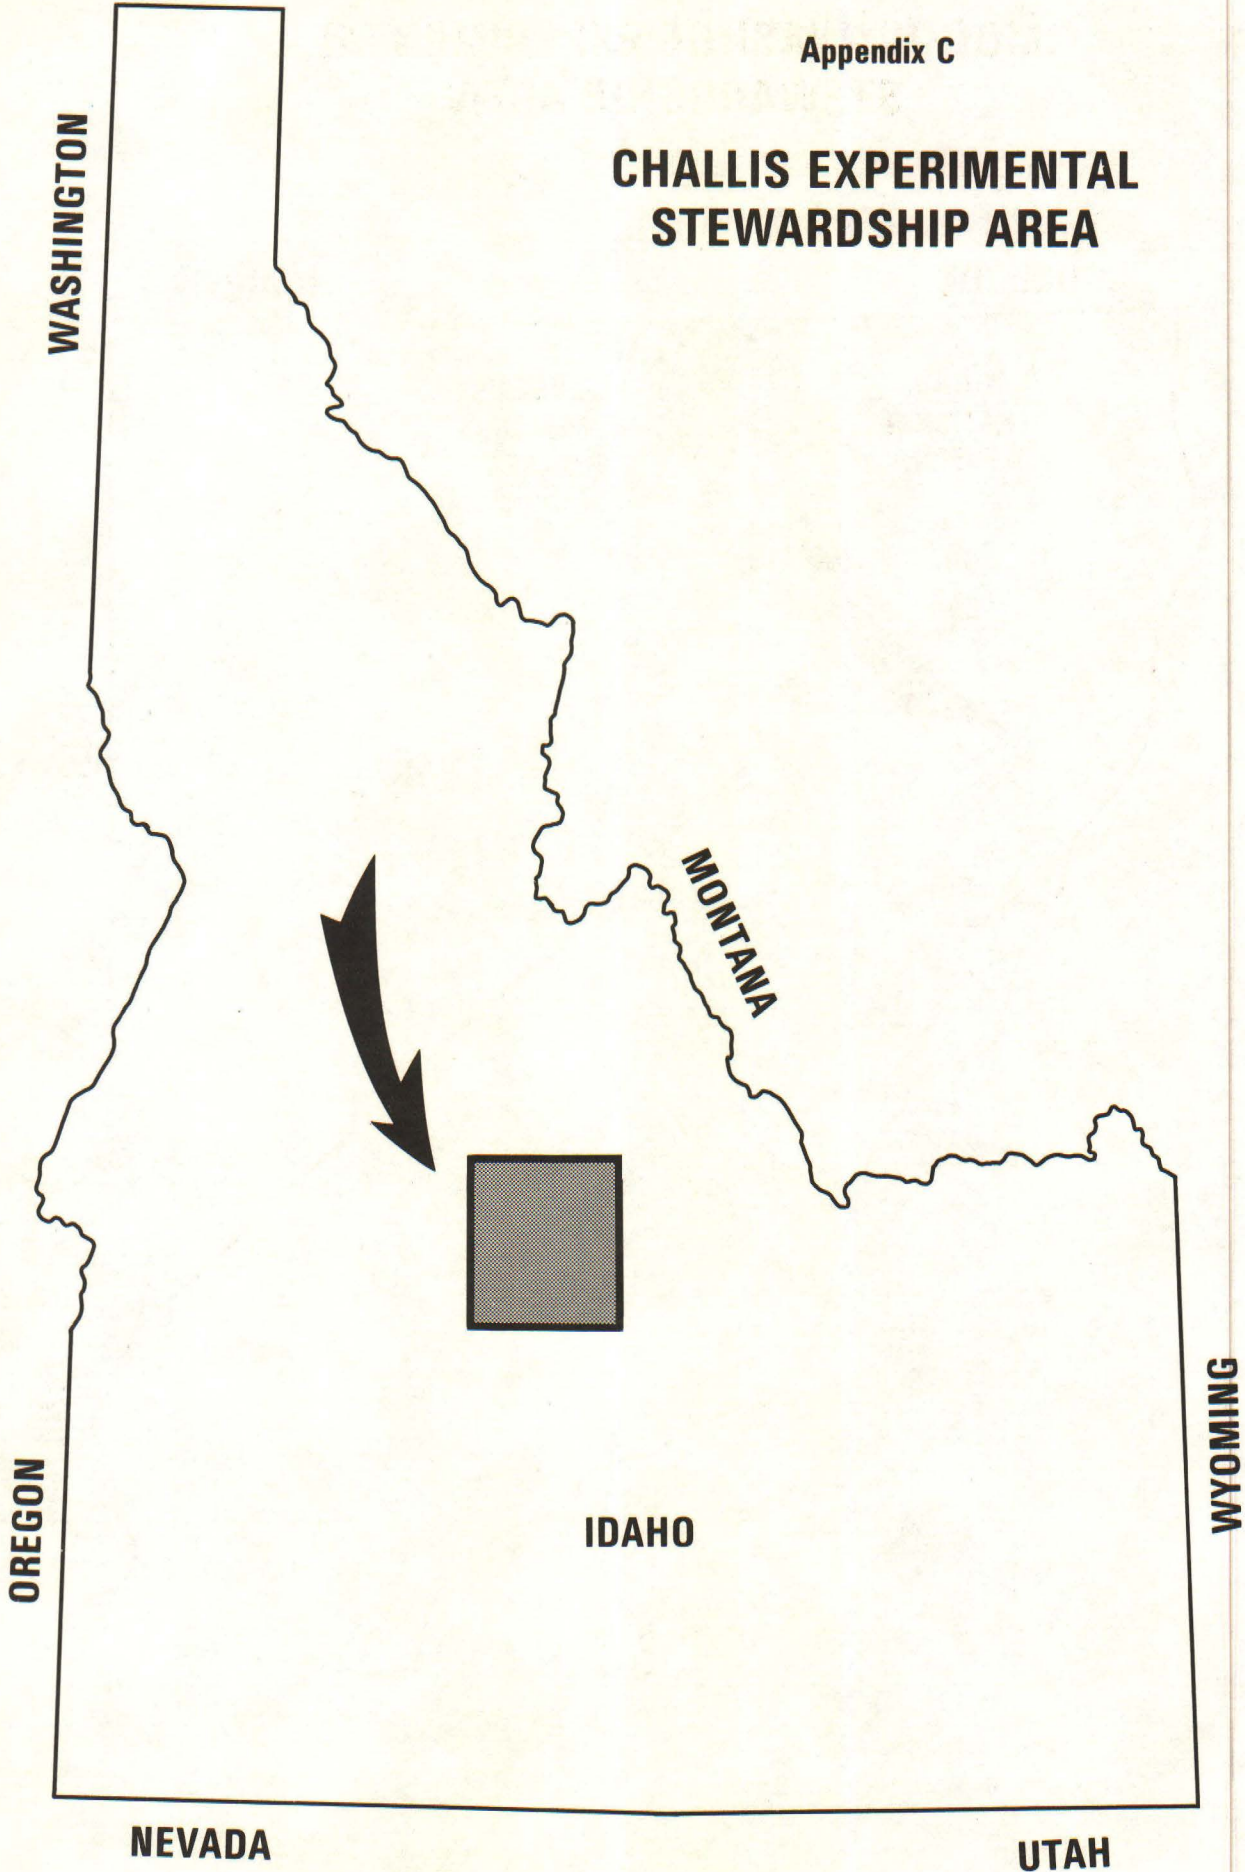 Appendix C
CHALLIS EXPERIMENTAL
STEWARDSHIP AREA
WASHINGTON
MONTANA
OREGON
IDAHO
WYOMING
NEVADA
UTAH